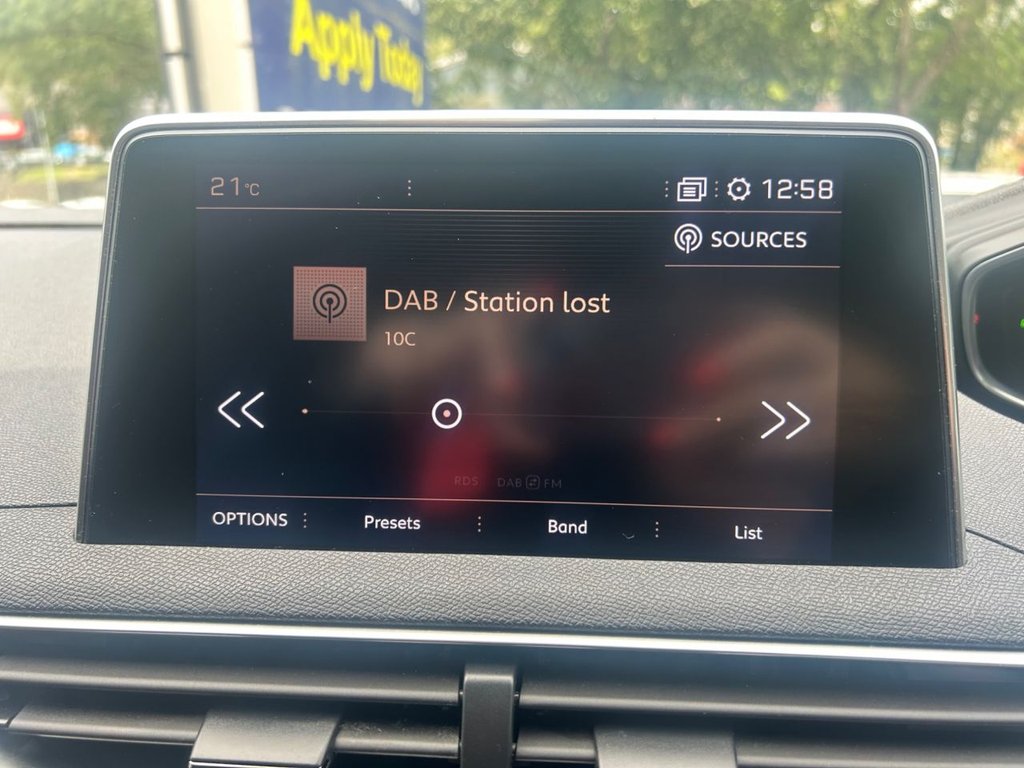 Apply Today
21°C
12:58
SOURCES
DAB / Station lost
10C
RDS DAB FM
OPTIONS Presets Band List